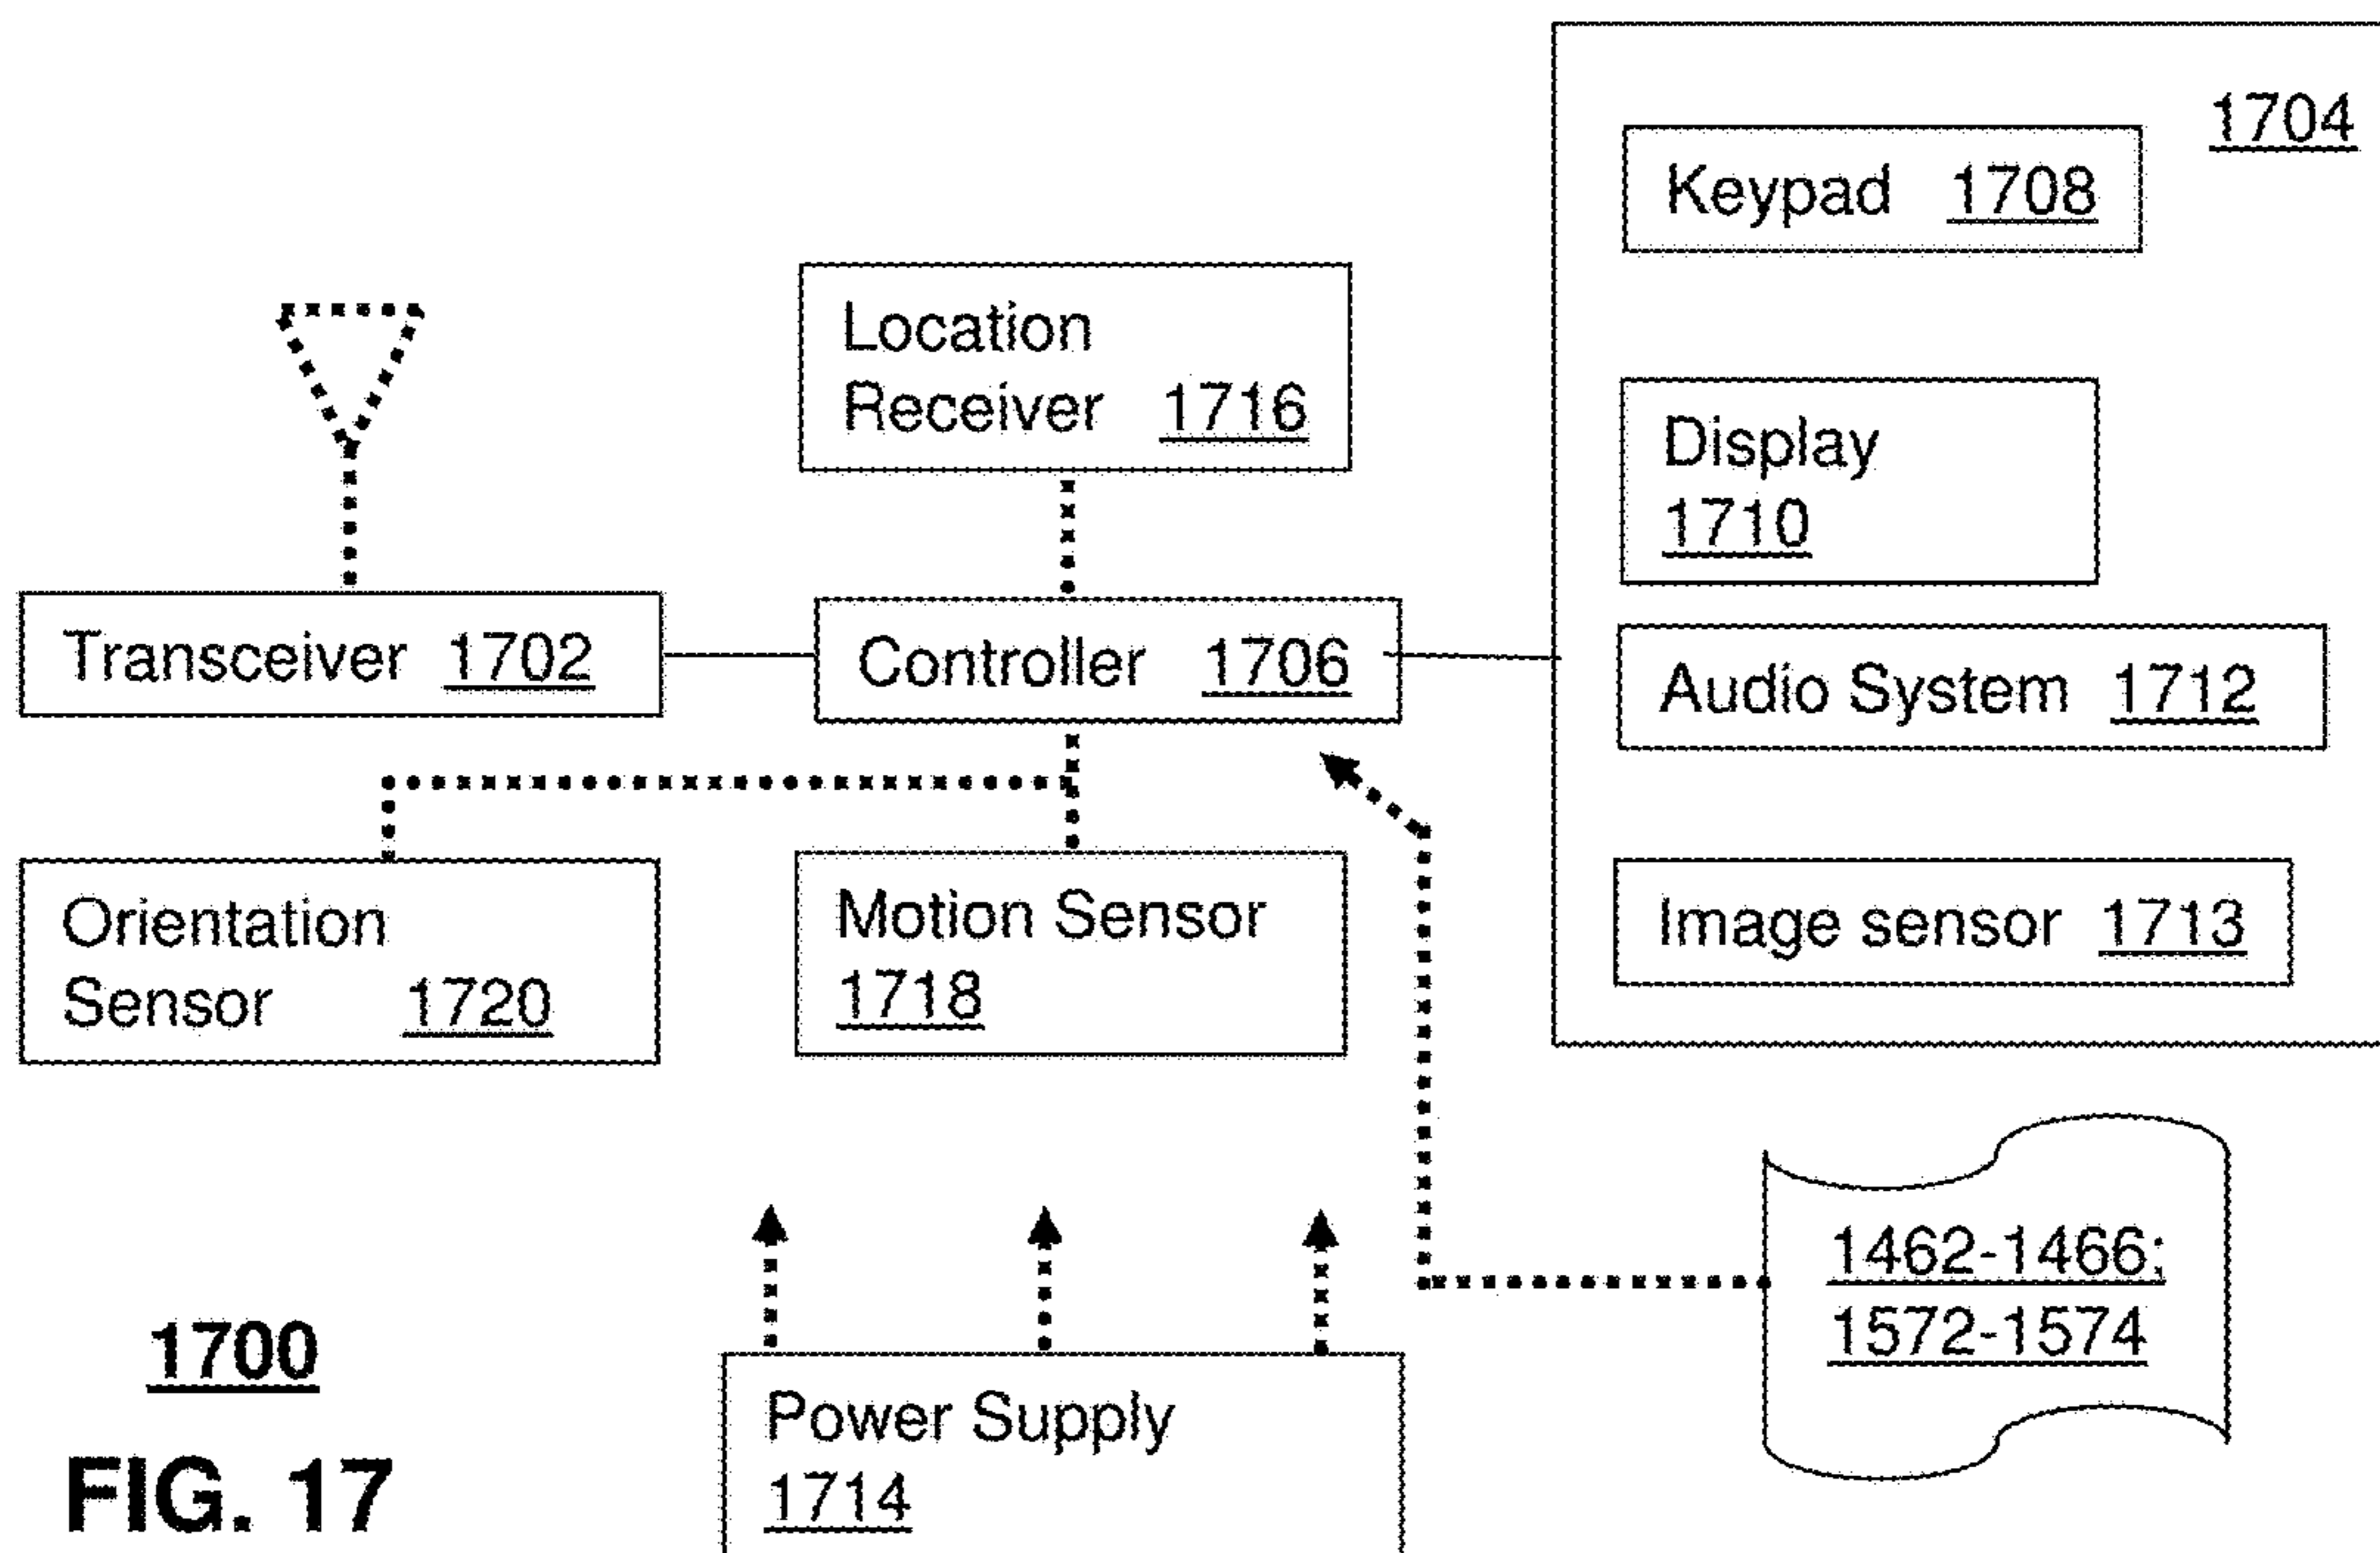 1704
Keypad 1708
Location
Receiver 1716
Display
1710
Transceiver 1702
Controller 1706
Audio System 1712
Orientation
Sensor 1720
Motion Sensor
1718
Image sensor 1713
1462-1466;
1572-1574
1700
FIG. 17
Power Supply
1714